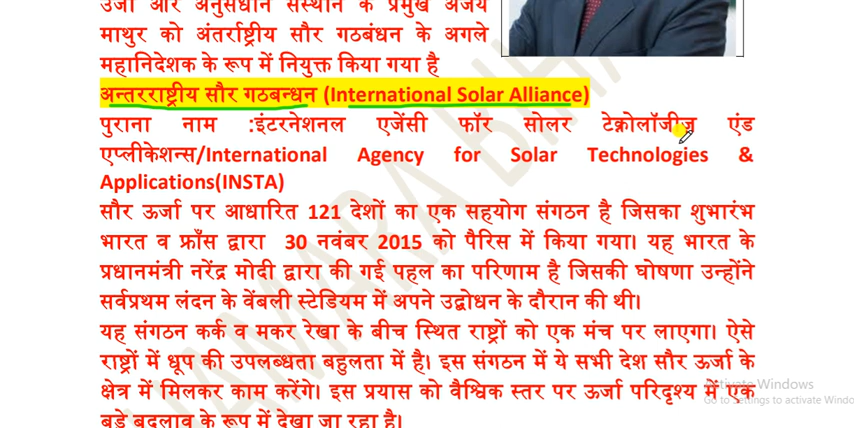 ऊर्जा और अनुसंधान संस्थान के प्रमुख अजय
माथुर को अंतर्राष्ट्रीय सौर गठबंधन के अगले
महानिदेशक के रूप में नियुक्त किया गया है
अन्तरराष्ट्रीय सौर गठबन्धन (International Solar Alliance)
पुराना नाम :इंटरनेशनल एजेंसी फॉर सोलर टेक्नोलॉजीज़ एंड
एप्लीकेशन्स/International Agency for Solar Technologies &
Applications(INSTA)
सौर ऊर्जा पर आधारित 121 देशों का एक सहयोग संगठन है जिसका शुभारंभ
भारत व फ्राँस द्वारा 30 नवंबर 2015 को पैरिस में किया गया। यह भारत के
प्रधानमंत्री नरेंद्र मोदी द्वारा की गई पहल का परिणाम है जिसकी घोषणा उन्होंने
सर्वप्रथम लंदन के वेंबली स्टेडियम में अपने उद्बोधन के दौरान की थी।
यह संगठन कर्क व मकर रेखा के बीच स्थित राष्ट्रों को एक मंच पर लाएगा। ऐसे
राष्ट्रों में धूप की उपलब्धता बहुलता में है। इस संगठन में ये सभी देश सौर ऊर्जा के
क्षेत्र में मिलकर काम करेंगे। इस प्रयास को वैश्विक स्तर पर ऊर्जा परिदृश्य में एक
बड़े बदलाव के रूप में देखा जा रहा है।
Activate Windows
Go to Settings to activate Windo